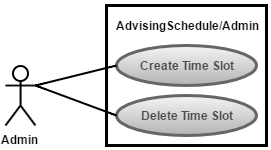 AdvisingSchedule/Admin
Create Time Slot
Delete Time Slot
Admin